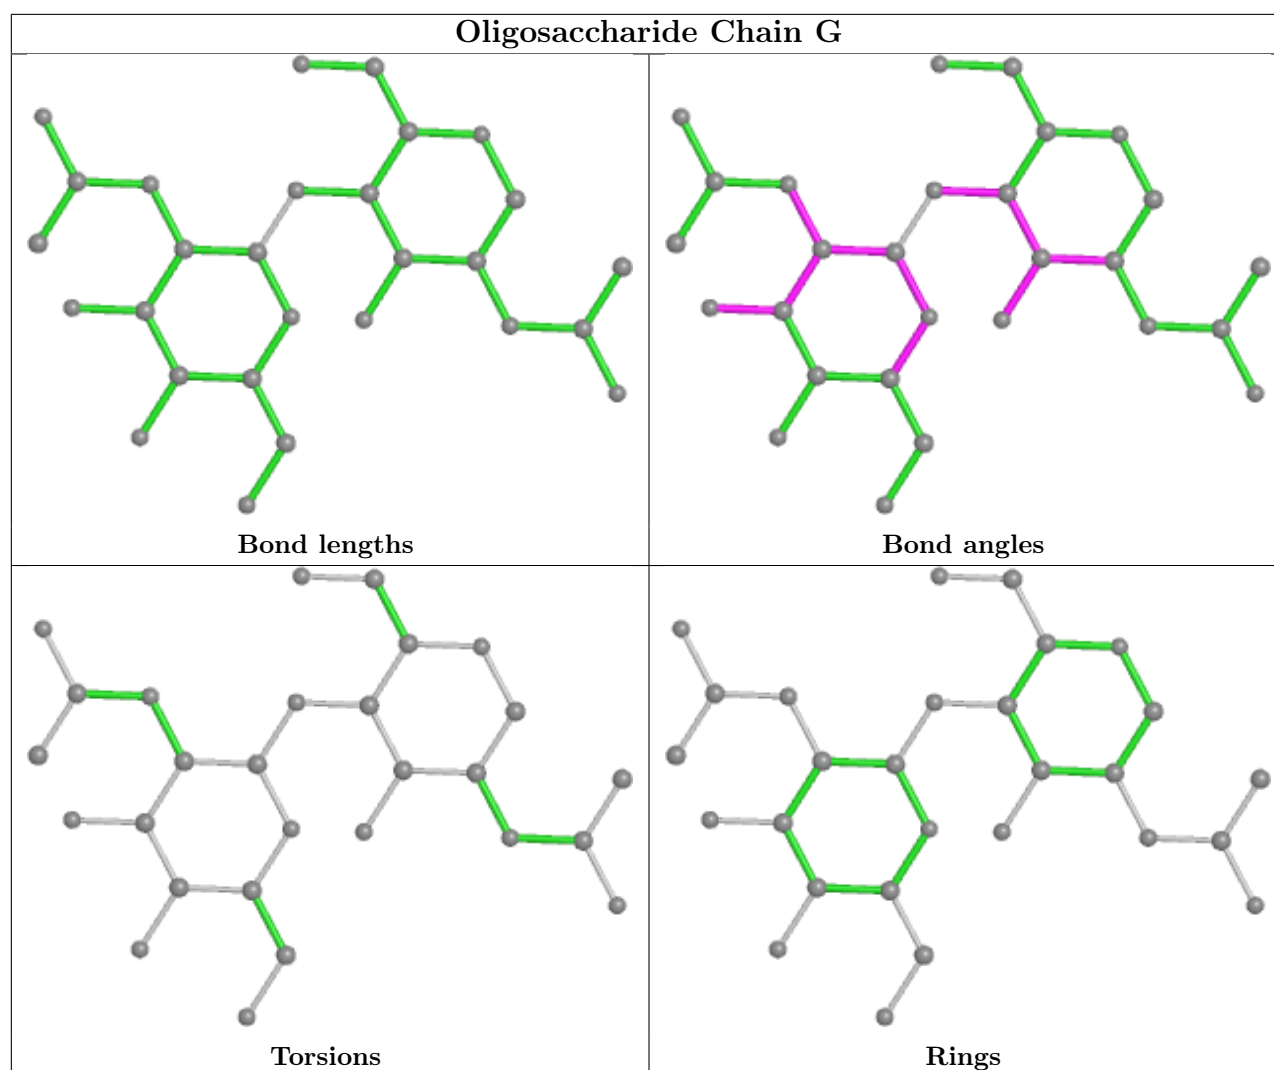 Oligosaccharide Chain G
Bond lengths
Bond angles
Torsions
Rings